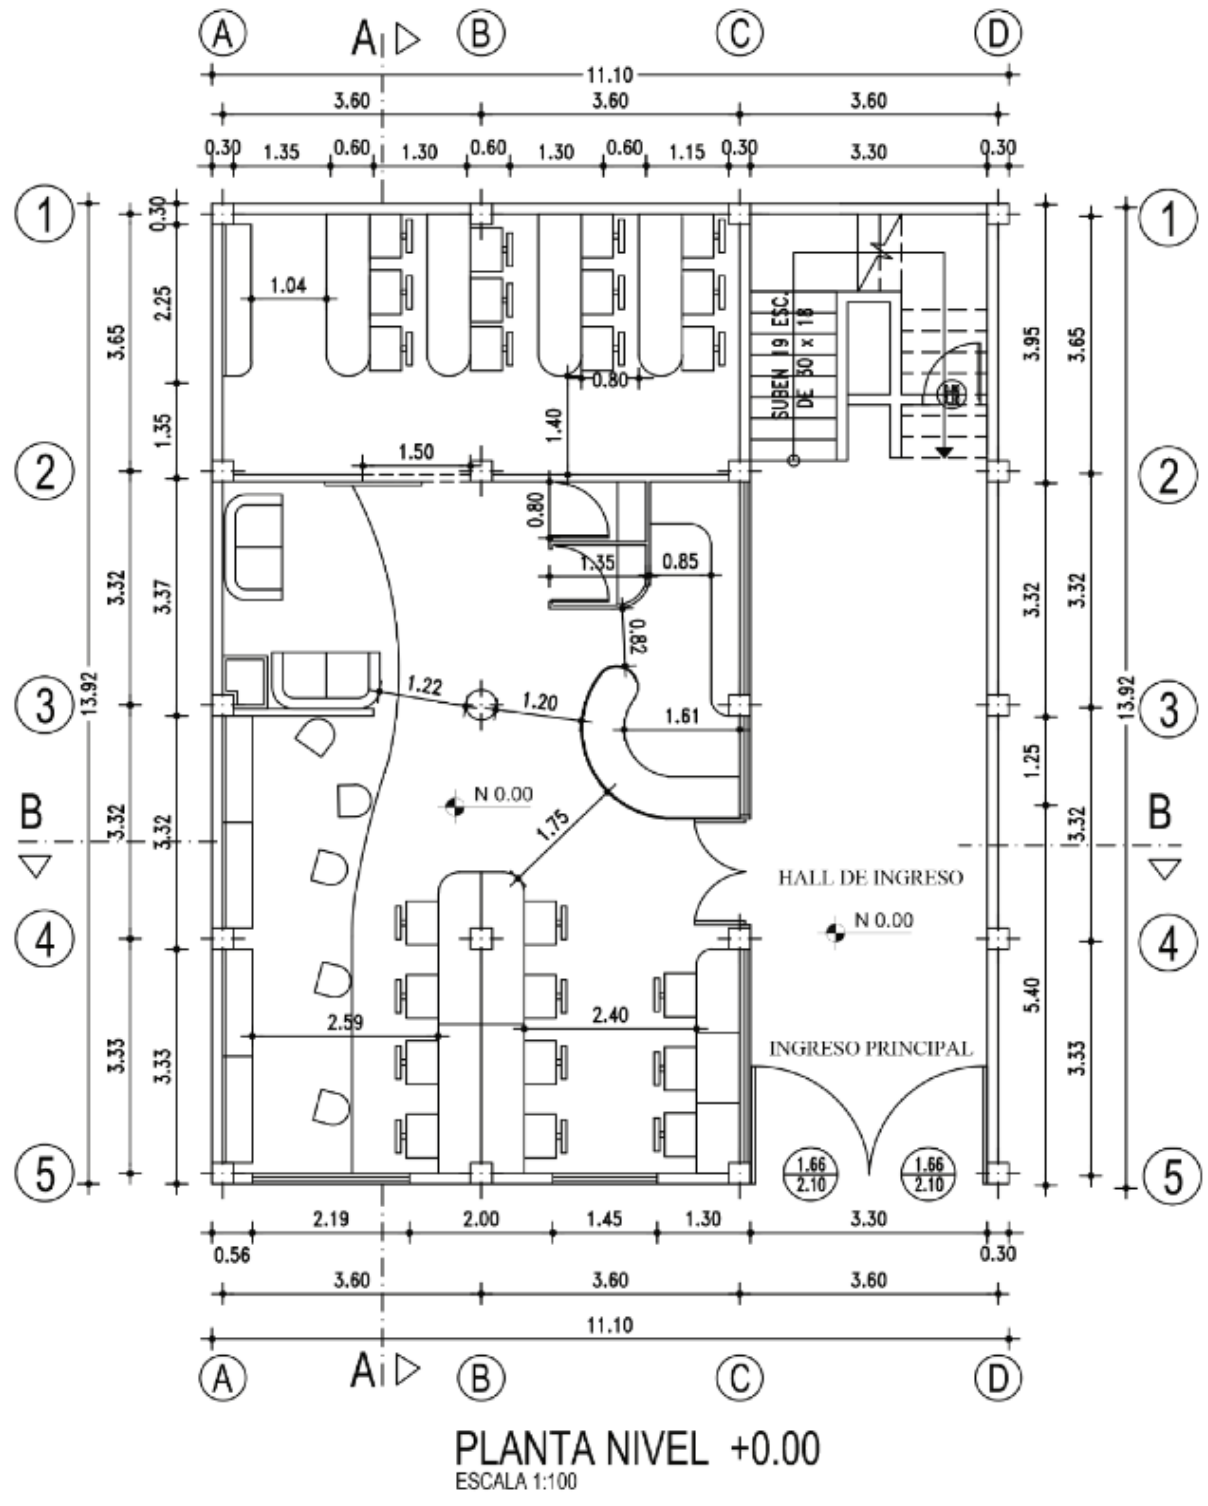 A A B C D
11.10
3.60 3.60 3.60
0.30 1.35 0.60 1.30 0.60 1.30 0.60 1.15 0.30 3.30 0.30
1 1
0.30
2.25
3.65
1.35
1.04
0.80
1.40
SUBEN 19 ESC.
DE 30 x 18
3.95
3.65
2 2
1.50
0.80
1.35 0.85
0.82
3.32
3.37
3.32
3.32
13.92
13.92
3 3
1.22 1.20
1.61
1.25
N 0.00
1.75
B B
3.32
3.32
3.32
HALL DE INGRESO
N 0.00
4 4
2.59 2.40
5.40
3.33
3.33
3.33
INGRESO PRINCIPAL
1.66
2.10
1.66
2.10
5 5
0.56 2.19 2.00 1.45 1.30 3.30 0.30
3.60 3.60 3.60
11.10
A A B C D
PLANTA NIVEL +0.00
ESCALA 1:100